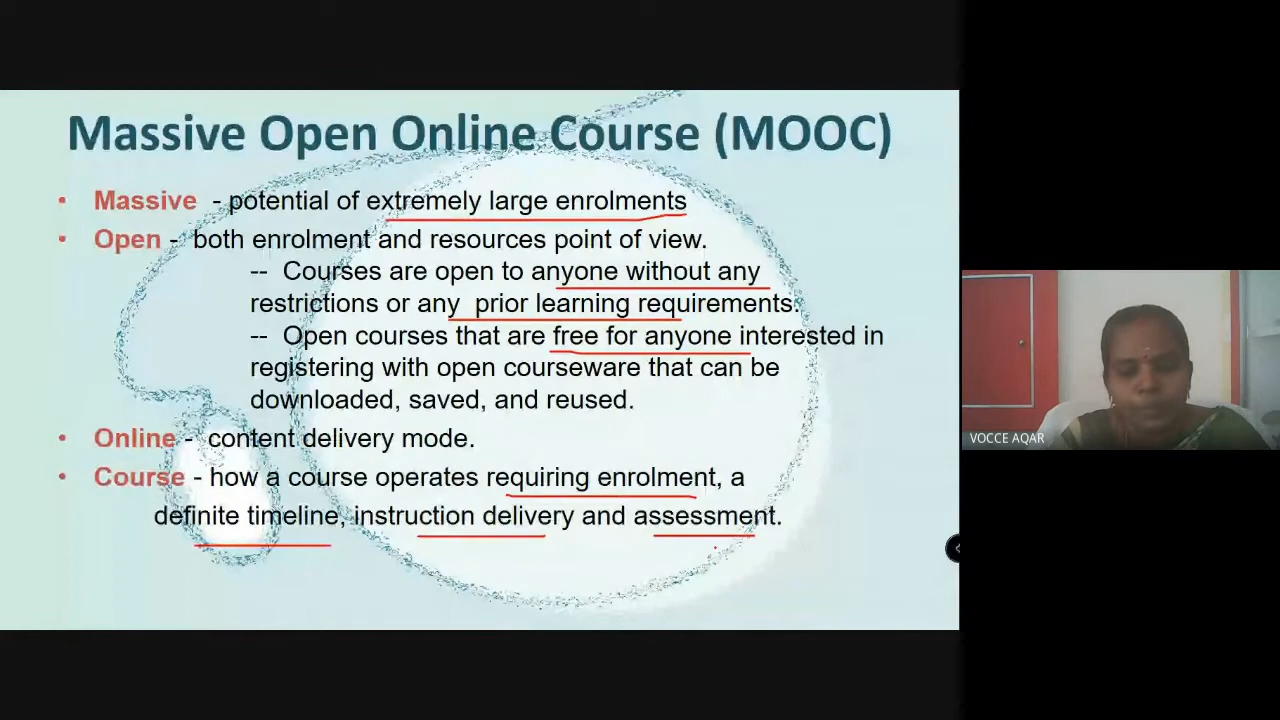 Massive Open Online Course (MOOC)
• Massive - potential of extremely large enrolments
• Open - both enrolment and resources point of view.
-- Courses are open to anyone without any
restrictions or any prior learning requirements.
-- Open courses that are free for anyone interested in
registering with open courseware that can be
downloaded, saved, and reused.
• Online - content delivery mode.
• Course - how a course operates requiring enrolment, a
definite timeline, instruction delivery and assessment.
VOCCE AQAR